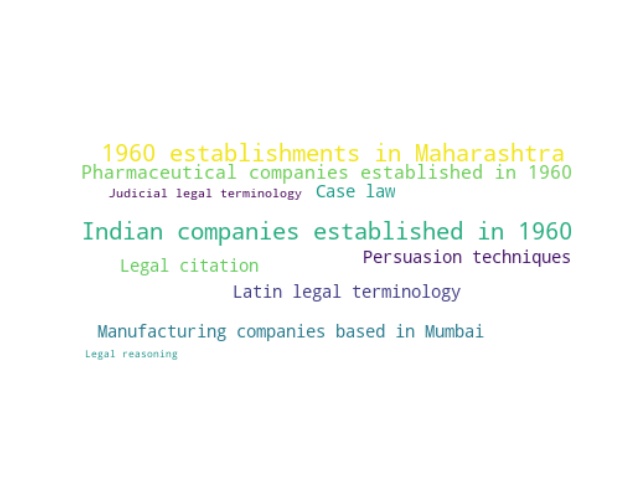 1960 establishments in Maharashtra
Pharmaceutical companies established in 1960
Judicial legal terminology
Case law
Indian companies established in 1960
Persuasion techniques
Legal citation
Latin legal terminology
Manufacturing companies based in Mumbai
Legal reasoning